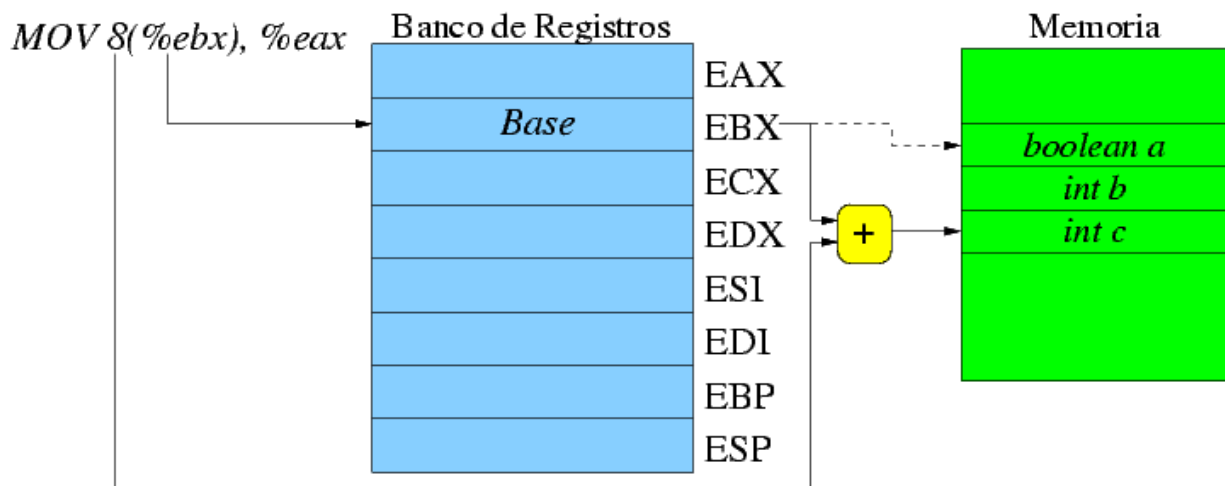 MOV 8(%ebx), %eax
Banco de Registros
Memoria
EAX
Base
EBX
boolean a
ECX
int b
EDX
+
int c
ESI
EDI
EBP
ESP